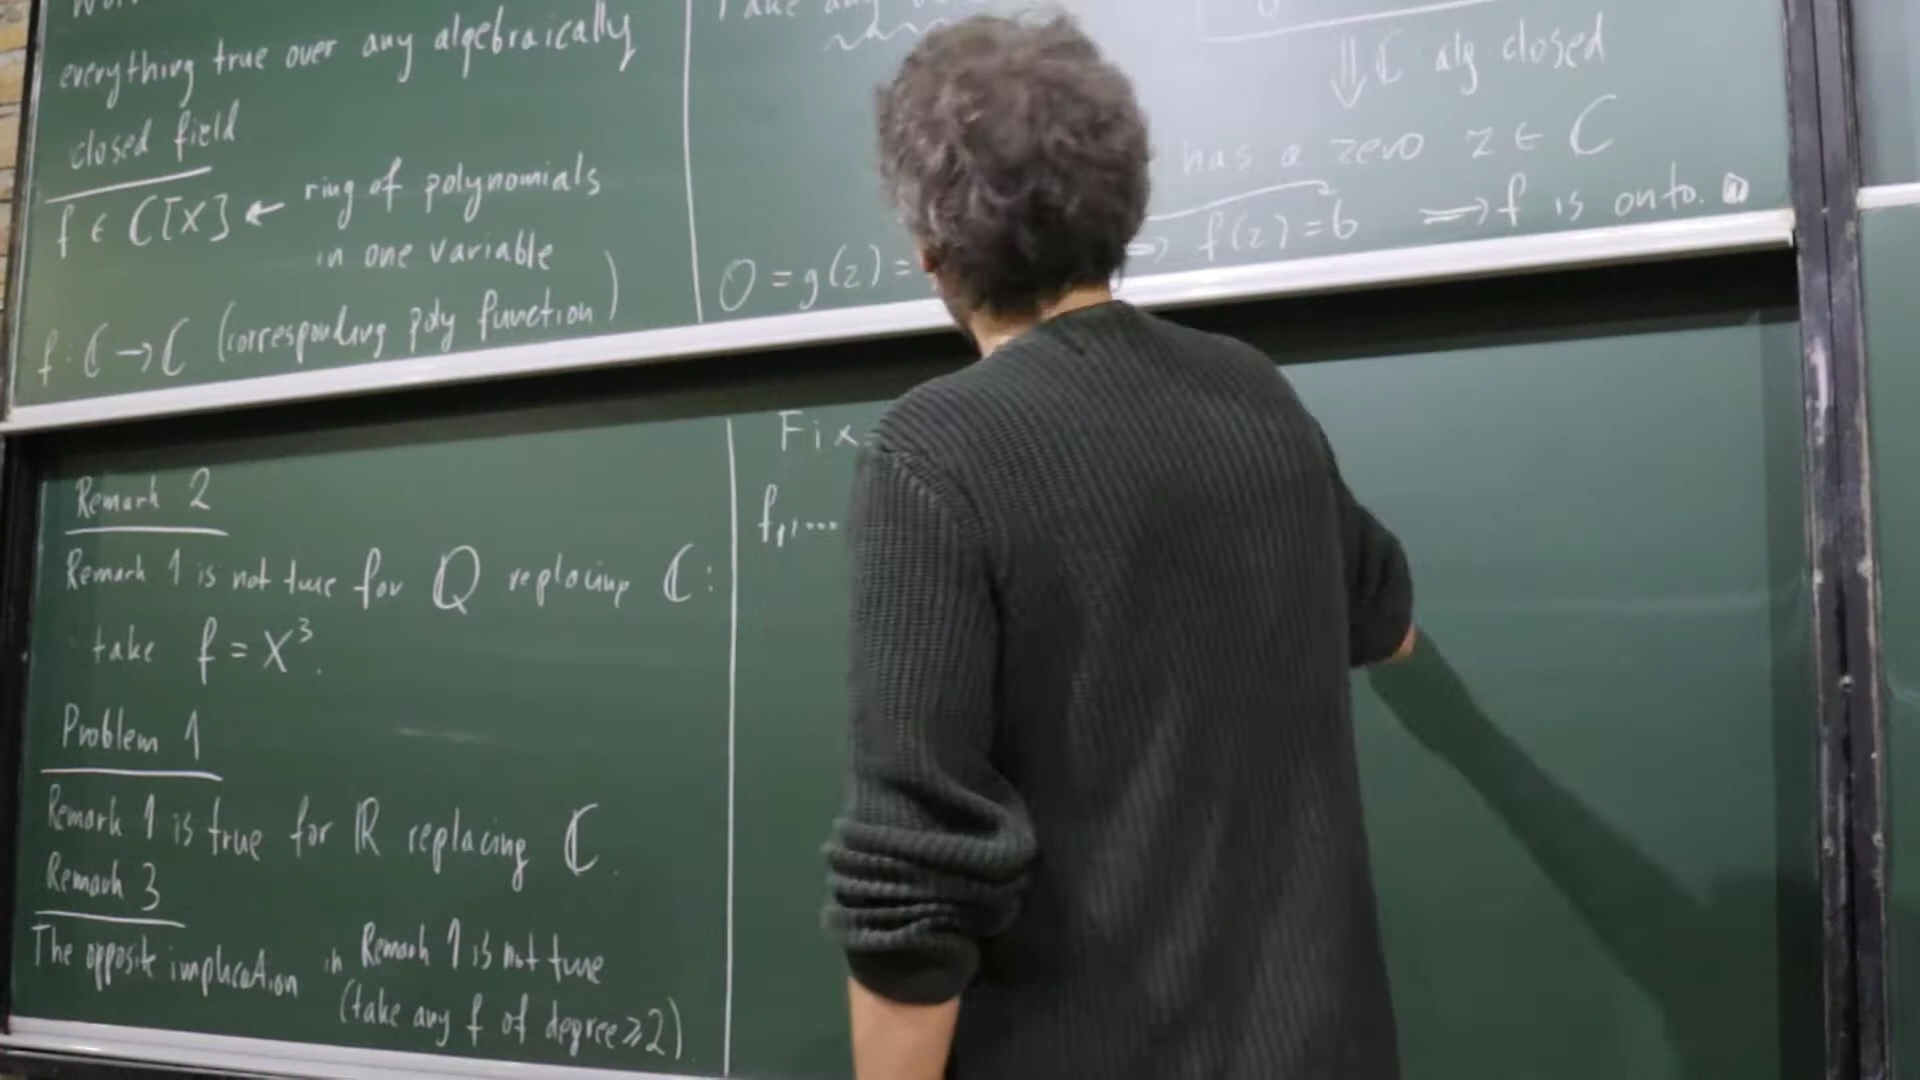 everything true over any algebraically
closed field
f ∈ ℂ[X] ← ring of polynomials
in one variable
f: ℂ → ℂ (corresponding poly function)
Take any
⇓ ℂ alg. closed
has a zero z ∈ ℂ
0 = g(z) = ⇒ f(z) = b ⇒ f is onto.
Remark 2
Remark 1 is not true for ℚ replacing ℂ:
take f = X³.
Problem 1
Remark 1 is true for ℝ replacing ℂ.
Remark 3
The opposite implication in Remark 1 is not true
(take any f of degree ⩾ 2)
Fix
f₁, ...